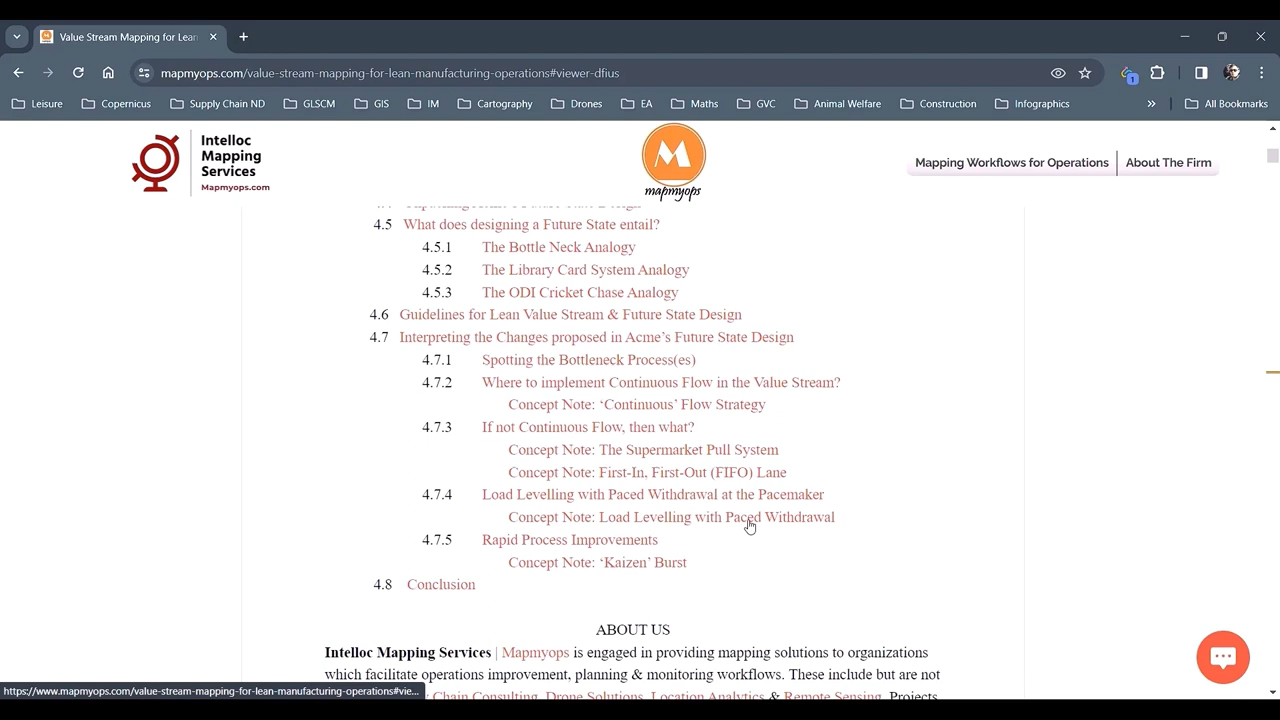 Value Stream Mapping for Lean
mapmyops.com/value-stream-mapping-for-lean-manufacturing-operations#viewer-dfius
1
Leisure Copernicus Supply Chain ND GLSCM GIS IM Cartography Drones EA Maths GVC Animal Welfare Construction Infographics » All Bookmarks
Intelloc
Mapping
Services
Mapmyops.com
M
mapmyops
Mapping Workflows for Operations About The Firm
4.5 What does designing a Future State entail?
4.5.1 The Bottle Neck Analogy
4.5.2 The Library Card System Analogy
4.5.3 The ODI Cricket Chase Analogy
4.6 Guidelines for Lean Value Stream & Future State Design
4.7 Interpreting the Changes proposed in Acme's Future State Design
4.7.1 Spotting the Bottleneck Process(es)
4.7.2 Where to implement Continuous Flow in the Value Stream?
Concept Note: 'Continuous' Flow Strategy
4.7.3 If not Continuous Flow, then what?
Concept Note: The Supermarket Pull System
Concept Note: First-In, First-Out (FIFO) Lane
4.7.4 Load Levelling with Paced Withdrawal at the Pacemaker
Concept Note: Load Levelling with Paced Withdrawal
4.7.5 Rapid Process Improvements
Concept Note: 'Kaizen' Burst
4.8 Conclusion
ABOUT US
Intelloc Mapping Services | Mapmyops is engaged in providing mapping solutions to organizations
which facilitate operations improvement, planning & monitoring workflows. These include but are not
Chain Consulting, Drone Solutions, Location Analytics & Remote Sensing. Projects
https://www.mapmyops.com/value-stream-mapping-for-lean-manufacturing-operations#vie...